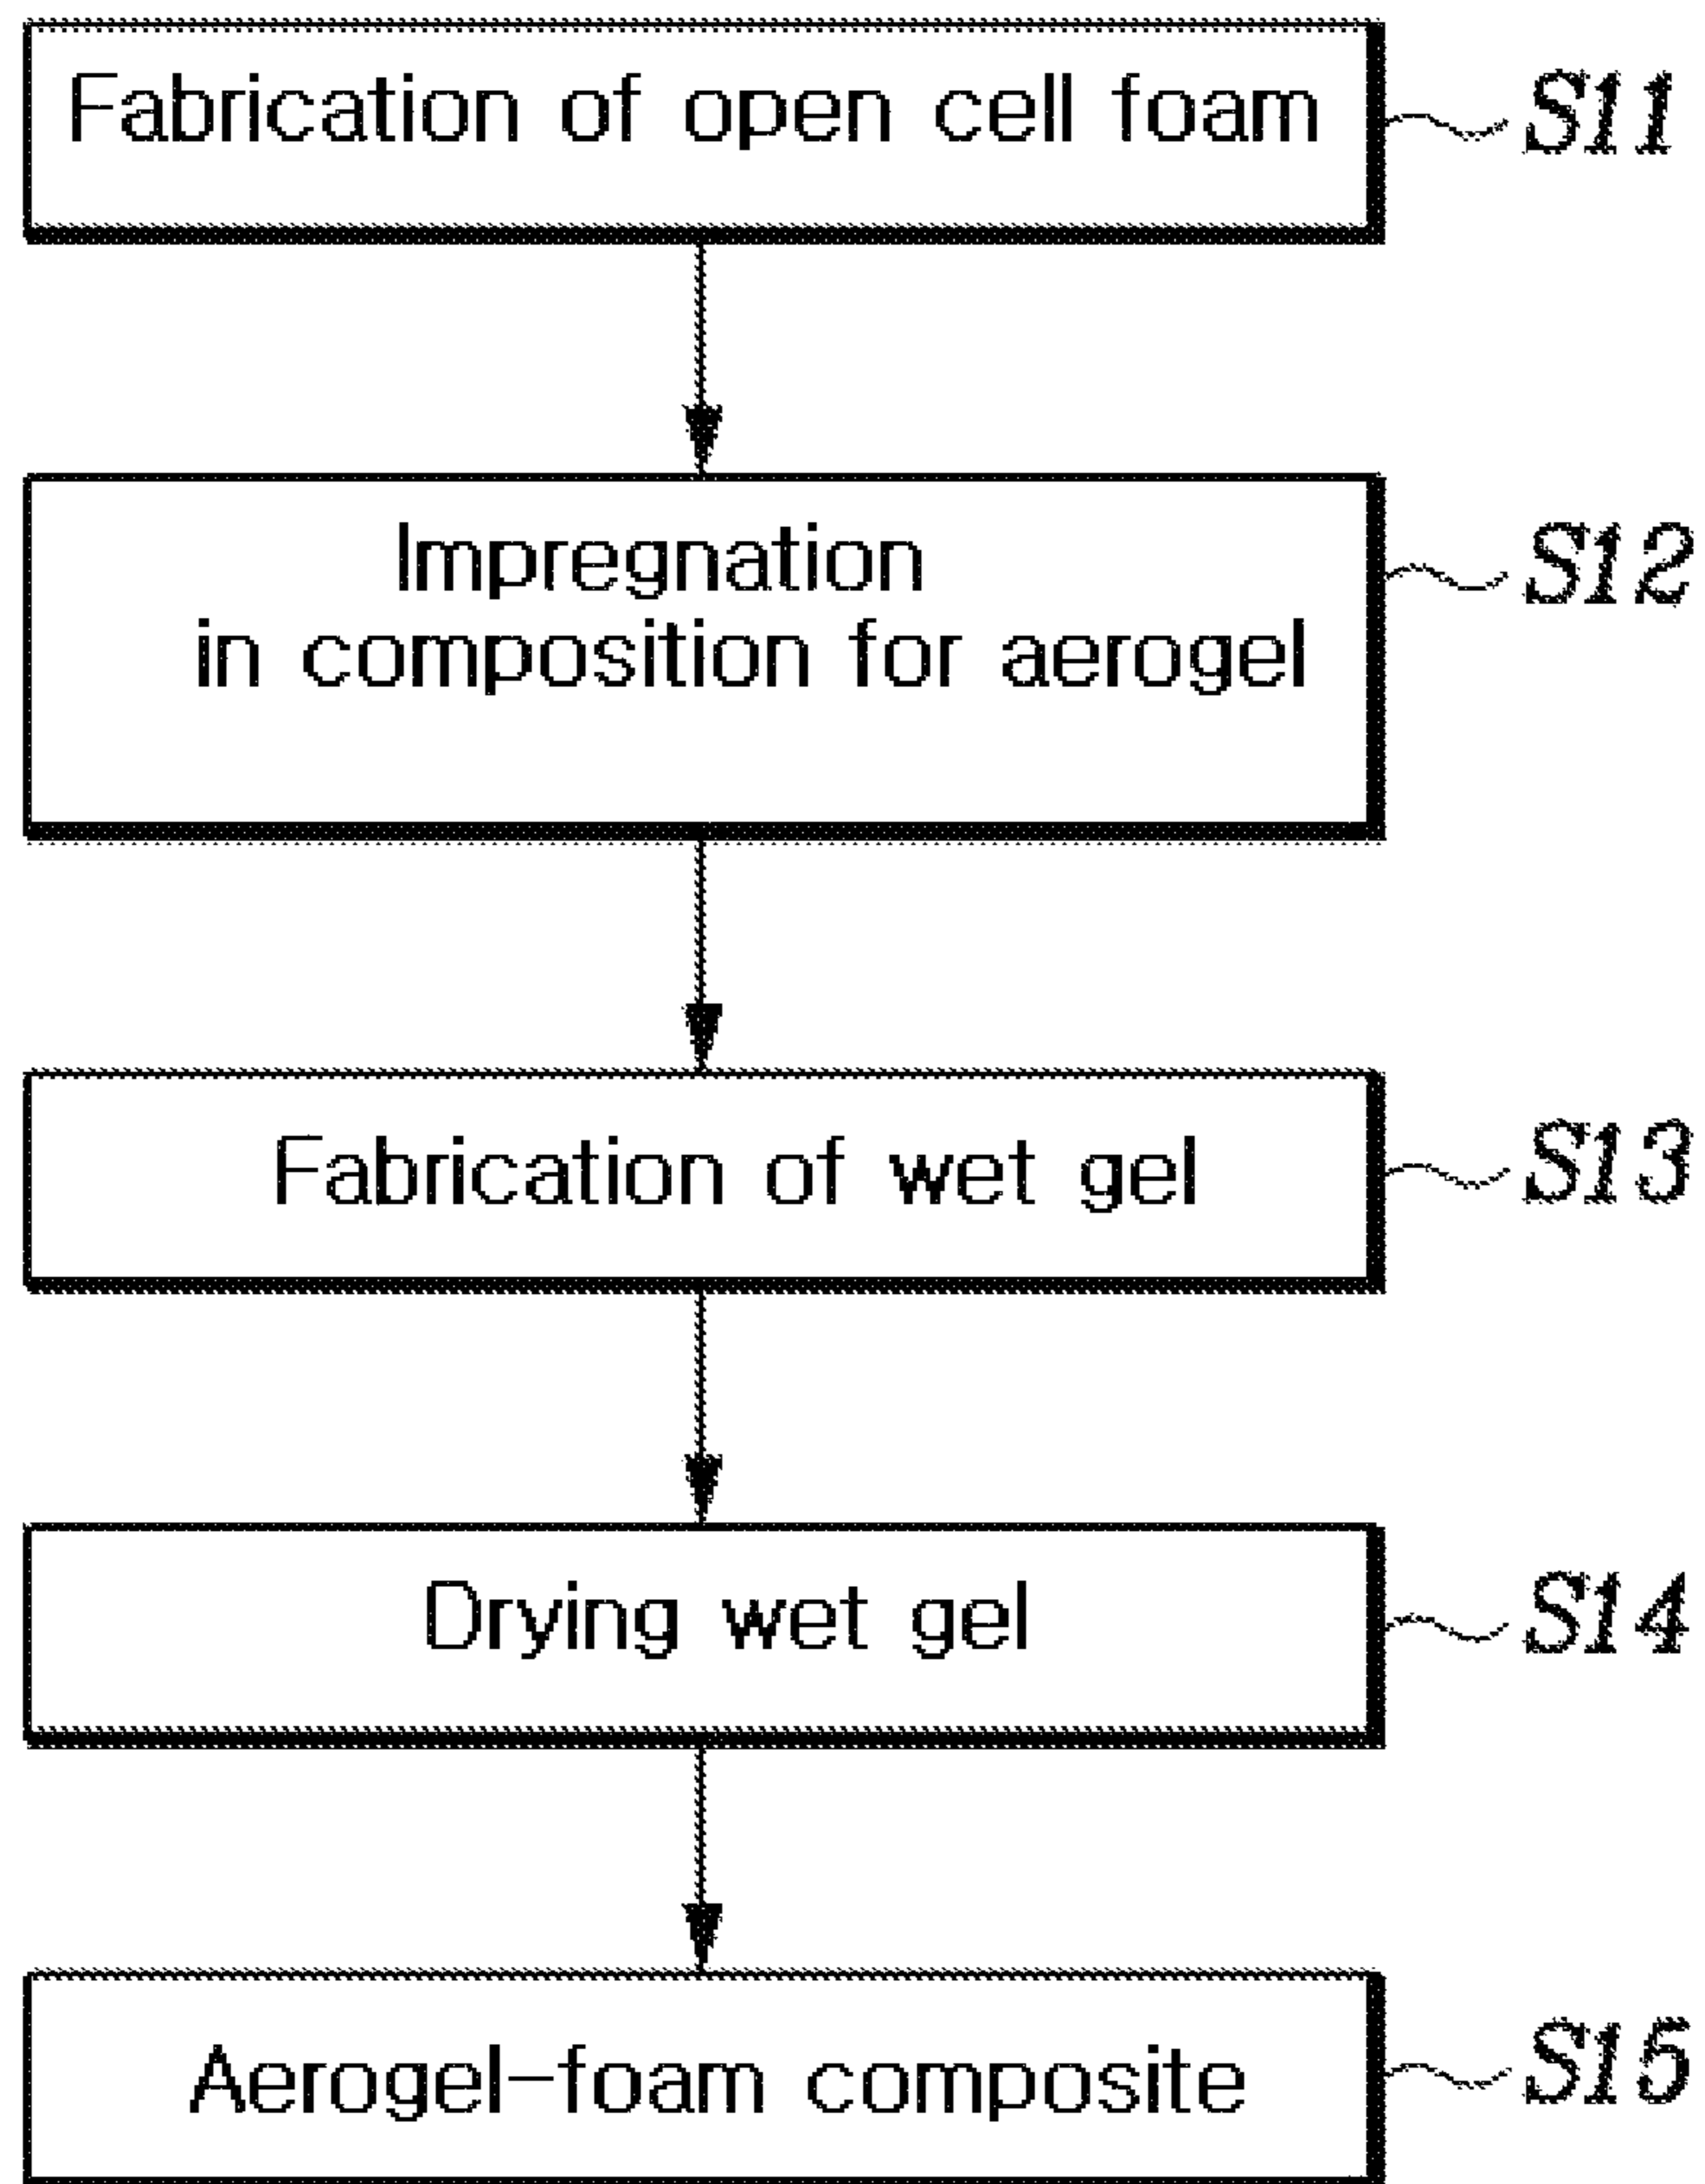 Fabrication of open cell foam
S11
Impregnation
in composition for aerogel
S12
Fabrication of wet gel
S13
Drying wet gel
S14
Aerogel-foam composite
S15